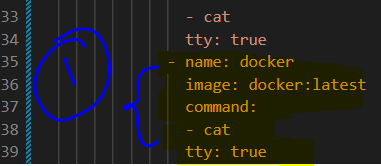 33 - cat
34 tty: true
35 - name: docker
36 image: docker:latest
37 command:
38 - cat
39 tty: true